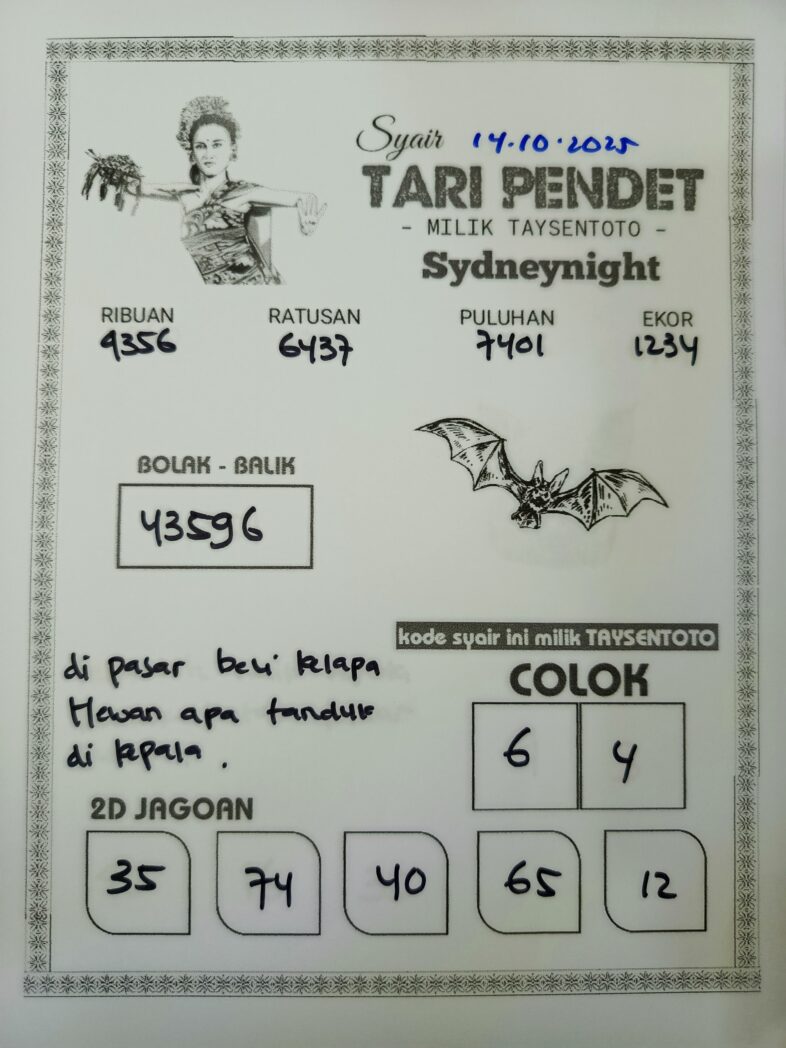 Syair 14.10.2025
TARI PENDET
- MILIK TAYSENTOTO -
Sydneynight
RIBUAN RATUSAN PULUHAN EKOR
9356 6437 7401 1234
BOLAK - BALIK
43596
kode syair ini milik TAYSENTOTO
di pasar beli kelapa
Hewan apa tanduk
di kepala .
COLOK
6 4
2D JAGOAN
35 74 40 65 12